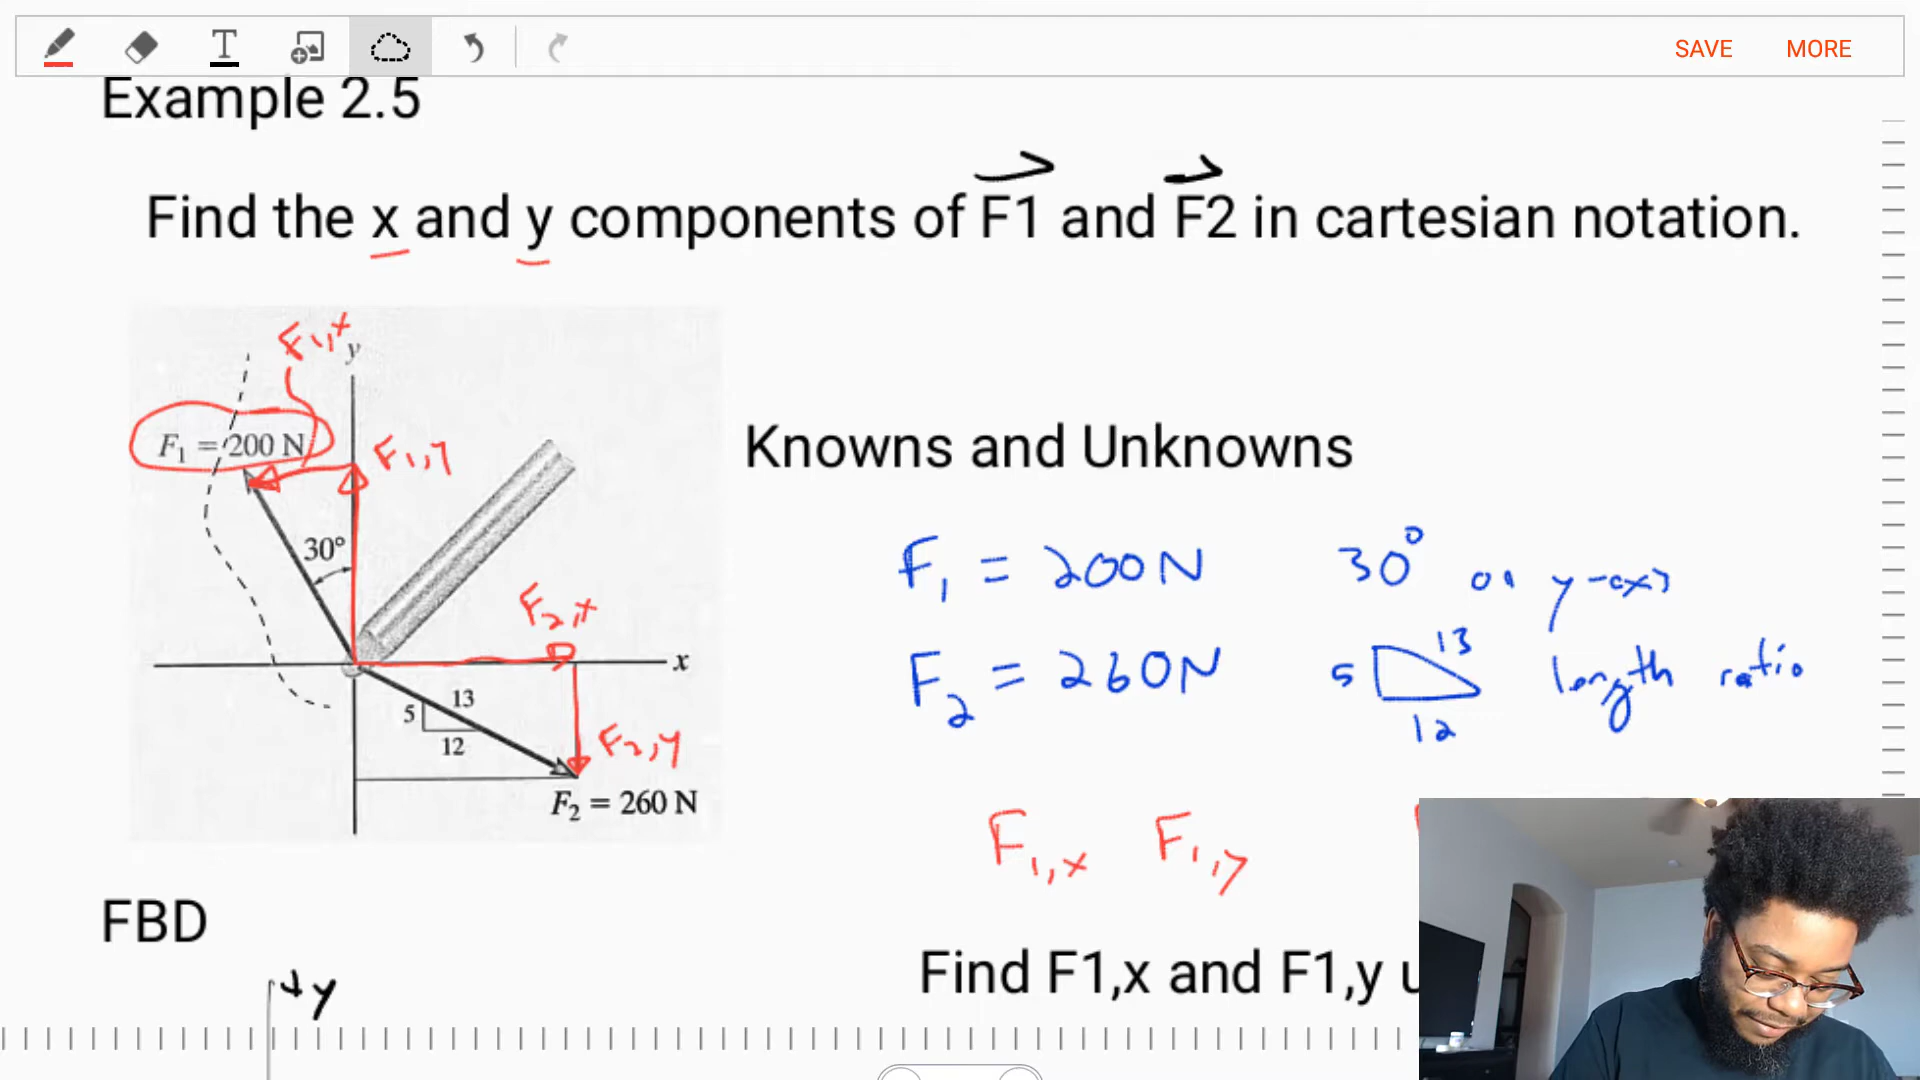 SAVE MORE
Example 2.5
Find the x and y components of F1 and F2 in cartesian notation.
F1,x
y
F₁ = 200 N
F1,y
30°
F2,x
x
13
5
12
F2,y
F₂ = 260 N
Knowns and Unknowns
F₁ = 200N 30° on y-axis
F₂ = 260N 5 13 12 length ratio
F1,x F1,y
FBD
+y
Find F1,x and F1,y u